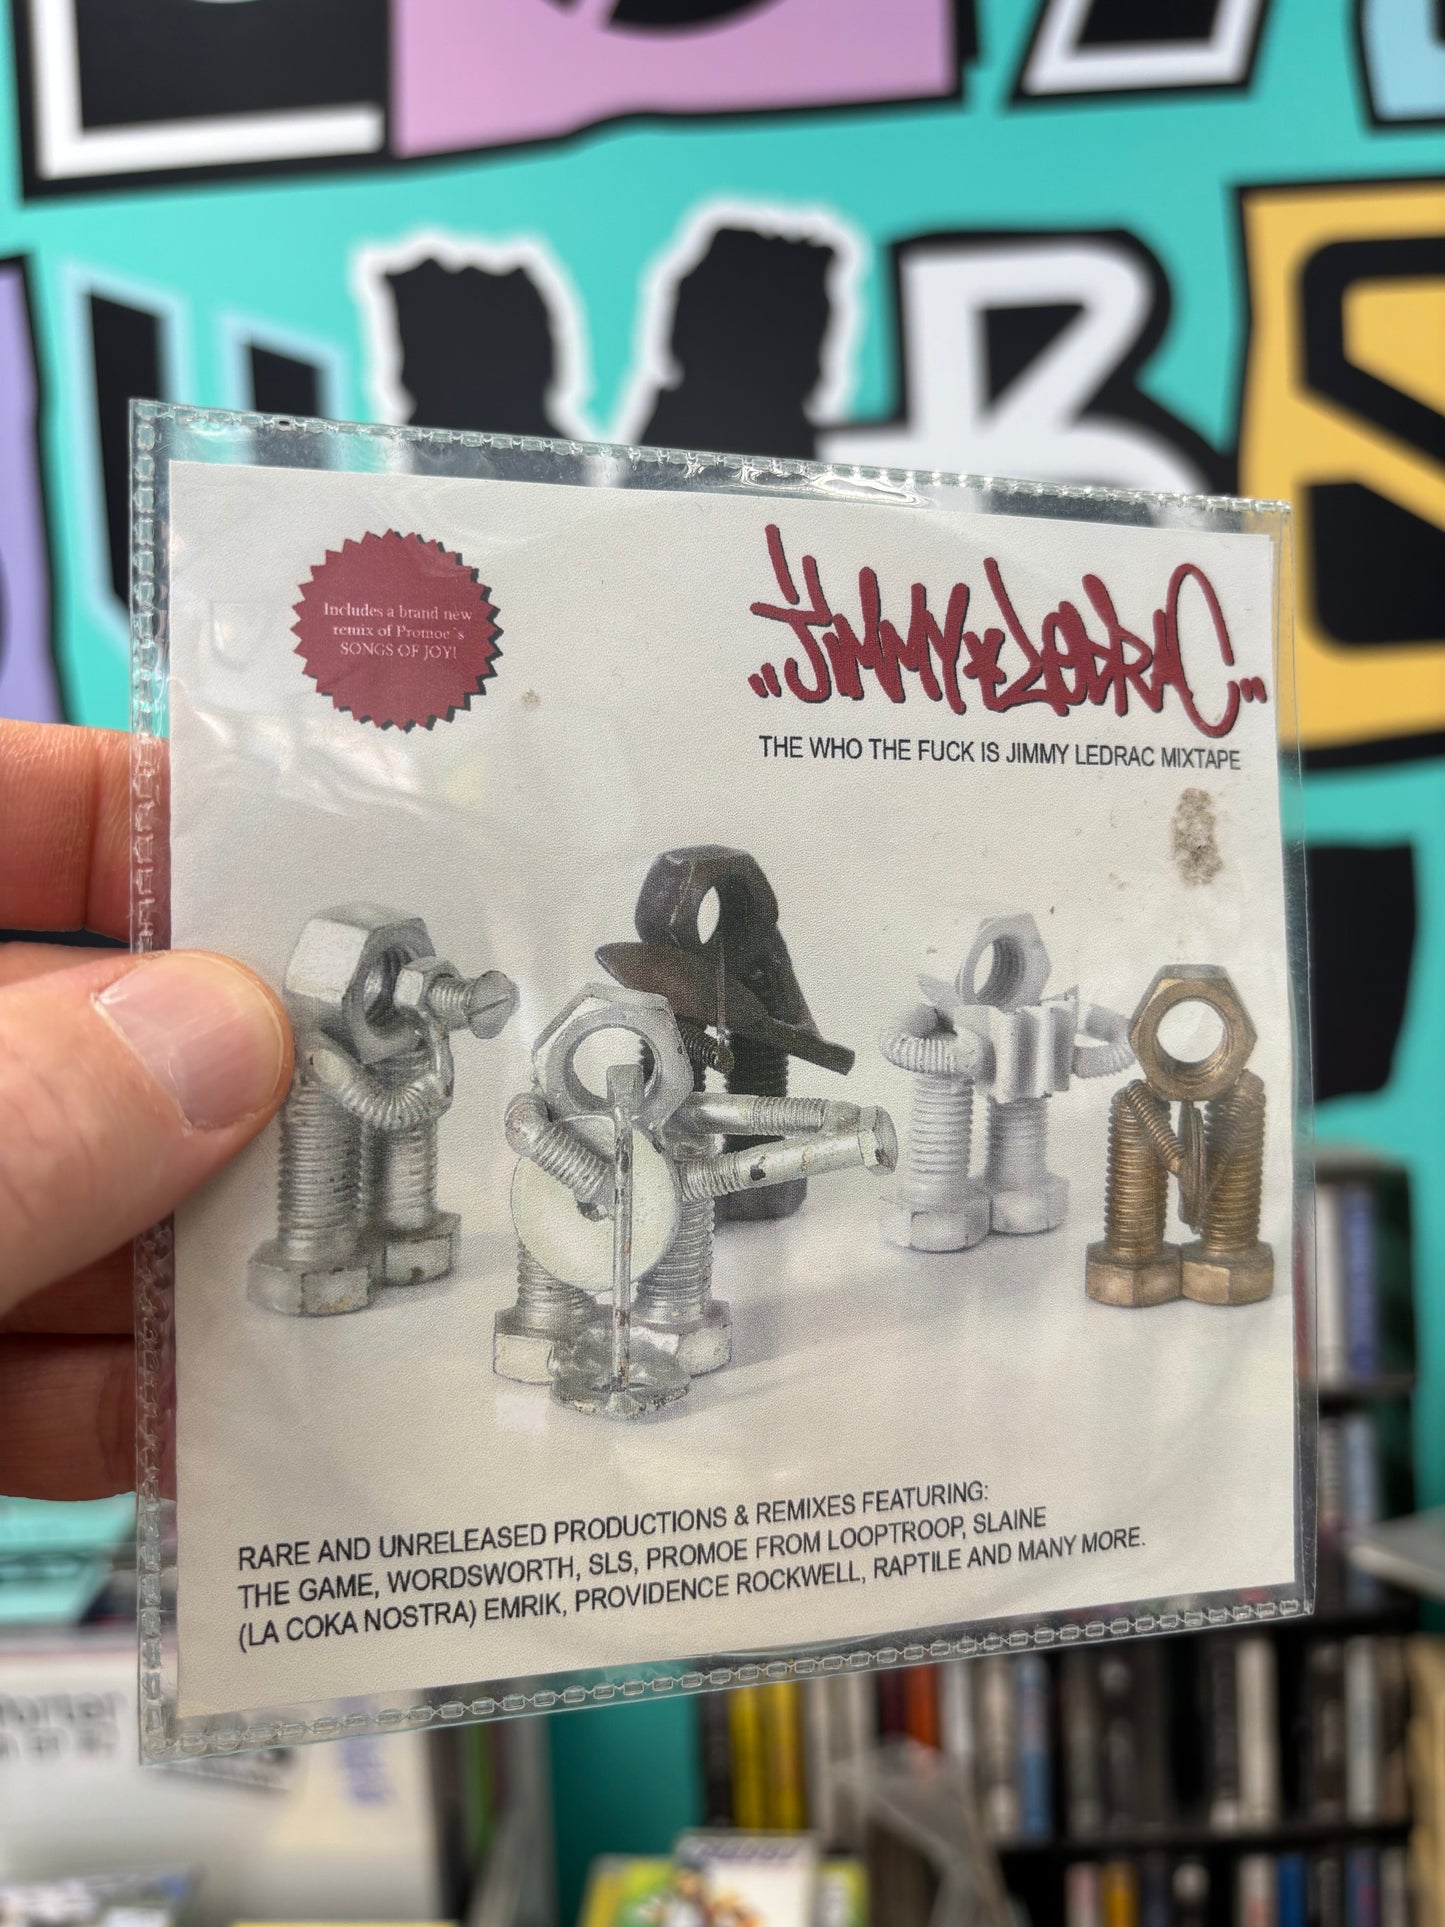 Includes a brand new
remix of Promoe´s
SONGS OF JOY!
"JIMMY LEDRAC"
THE WHO THE FUCK IS JIMMY LEDRAC MIXTAPE
RARE AND UNRELEASED PRODUCTIONS & REMIXES FEATURING:
THE GAME, WORDSWORTH, SLS, PROMOE FROM LOOPTROOP, SLAINE
(LA COKA NOSTRA) EMRIK, PROVIDENCE ROCKWELL, RAPTILE AND MANY MORE.